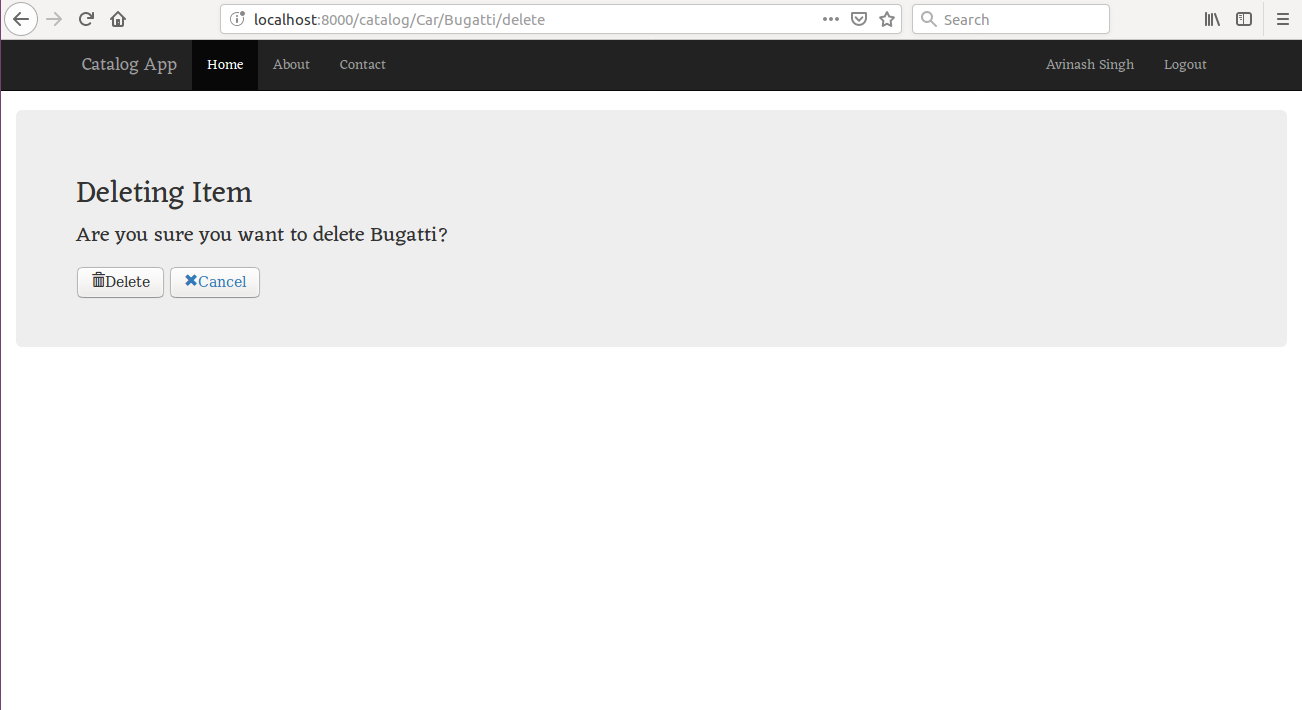 localhost:8000/catalog/Car/Bugatti/delete
Search
Catalog App Home About Contact Avinash Singh Logout
Deleting Item
Are you sure you want to delete Bugatti?
Delete Cancel